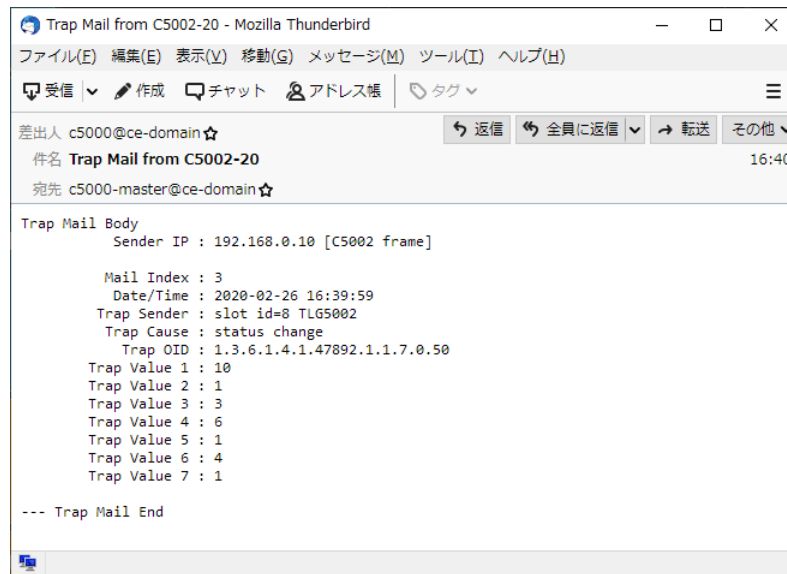 Trap Mail from C5002-20 - Mozilla Thunderbird
ファイル(F) 編集(E) 表示(V) 移動(G) メッセージ(M) ツール(T) ヘルプ(H)
受信 作成 チャット アドレス帳 タグ
差出人 c5000@ce-domain 返信 全員に返信 転送 その他
件名 Trap Mail from C5002-20 16:40
宛先 c5000-master@ce-domain
Trap Mail Body
Sender IP : 192.168.0.10 [C5002 frame]
Mail Index : 3
Date/Time : 2020-02-26 16:39:59
Trap Sender : slot id=8 TLG5002
Trap Cause : status change
Trap OID : 1.3.6.1.4.1.47892.1.1.7.0.50
Trap Value 1 : 10
Trap Value 2 : 1
Trap Value 3 : 3
Trap Value 4 : 6
Trap Value 5 : 1
Trap Value 6 : 4
Trap Value 7 : 1
--- Trap Mail End